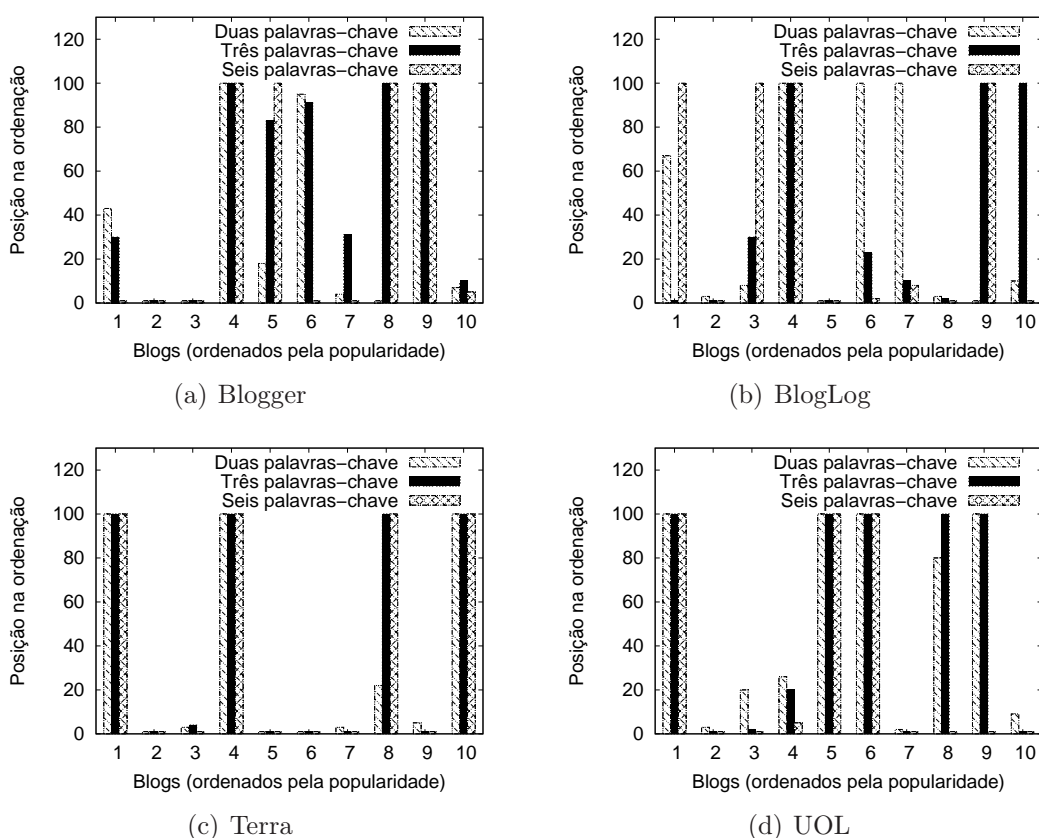 120
100
80
60
40
20
0
Posição na ordenação
Duas palavras-chave
Três palavras-chave
Seis palavras-chave
1 2 3 4 5 6 7 8 9 10
Blogs (ordenados pela popularidade)
(a) Blogger
120
100
80
60
40
20
0
Posição na ordenação
Duas palavras-chave
Três palavras-chave
Seis palavras-chave
1 2 3 4 5 6 7 8 9 10
Blogs (ordenados pela popularidade)
(b) BlogLog
120
100
80
60
40
20
0
Posição na ordenação
Duas palavras-chave
Três palavras-chave
Seis palavras-chave
1 2 3 4 5 6 7 8 9 10
Blogs (ordenados pela popularidade)
(c) Terra
120
100
80
60
40
20
0
Posição na ordenação
Duas palavras-chave
Três palavras-chave
Seis palavras-chave
1 2 3 4 5 6 7 8 9 10
Blogs (ordenados pela popularidade)
(d) UOL